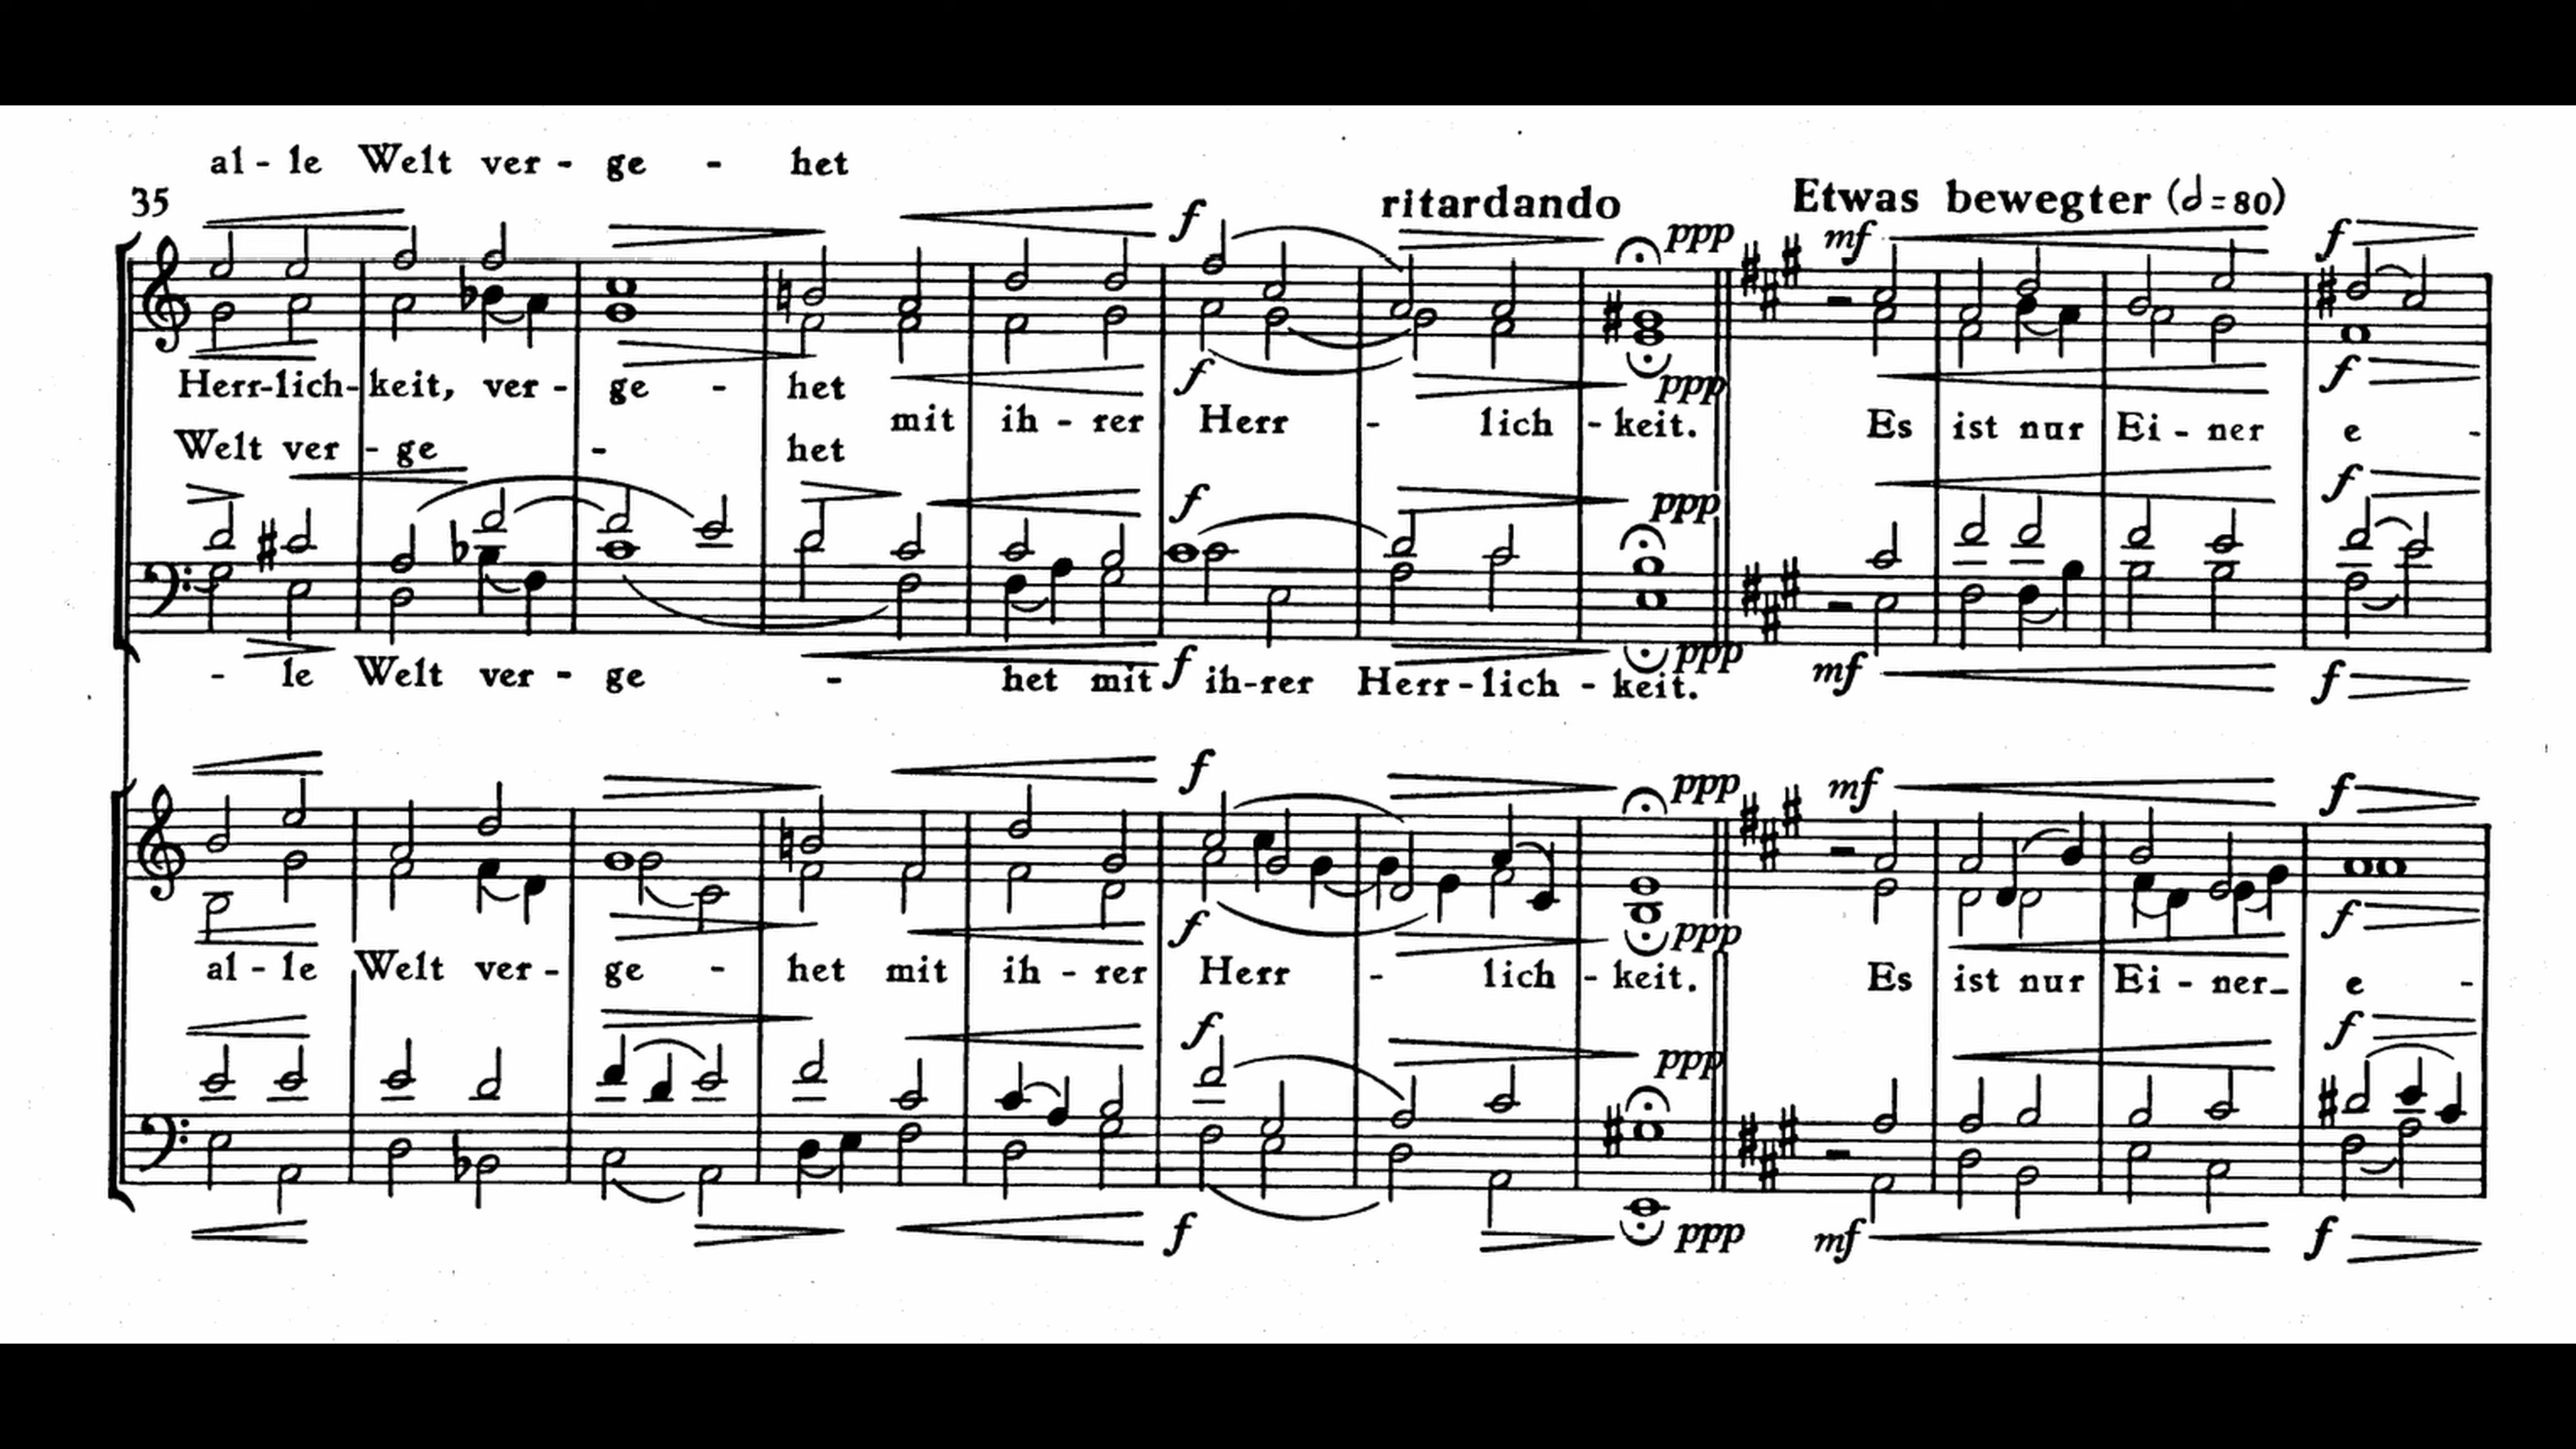 al - le Welt ver - ge - het
35
ritardando
Etwas bewegter (𝅗𝅥 = 80)
f ppp mf f
Herr-lich-keit, ver - ge - het
f ppp f
mit ih - rer Herr - lich - keit. Es ist nur Ei - ner e -
Welt ver - ge - het
f ppp f
- le Welt ver - ge - het mit ih-rer Herr-lich - keit.
f ppp mf f
f ppp mf f
f ppp f
al - le Welt ver - ge - het mit ih - rer Herr - lich - keit. Es ist nur Ei - ner_ e -
f ppp f
f ppp mf f